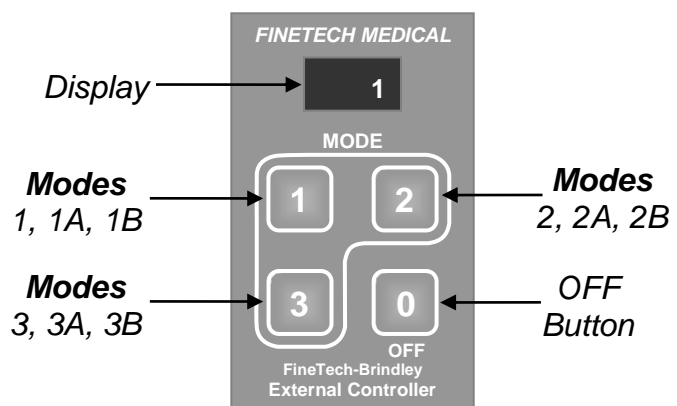 FINETECH MEDICAL
Display
1
MODE
Modes
1, 1A, 1B
1
2
Modes
2, 2A, 2B
Modes
3, 3A, 3B
3
0
OFF
Button
OFF
FineTech-Brindley
External Controller